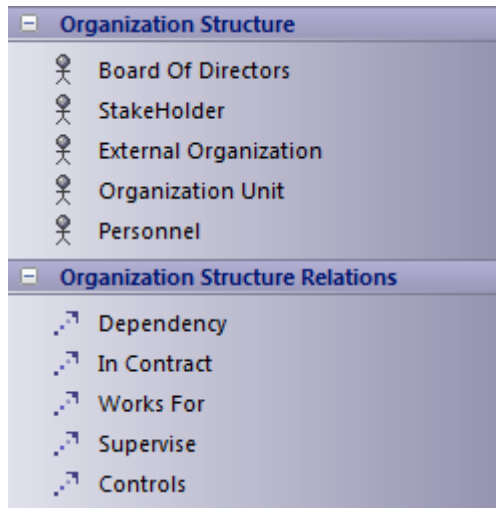 Organization Structure
Board Of Directors
StakeHolder
External Organization
Organization Unit
Personnel
Organization Structure Relations
Dependency
In Contract
Works For
Supervise
Controls